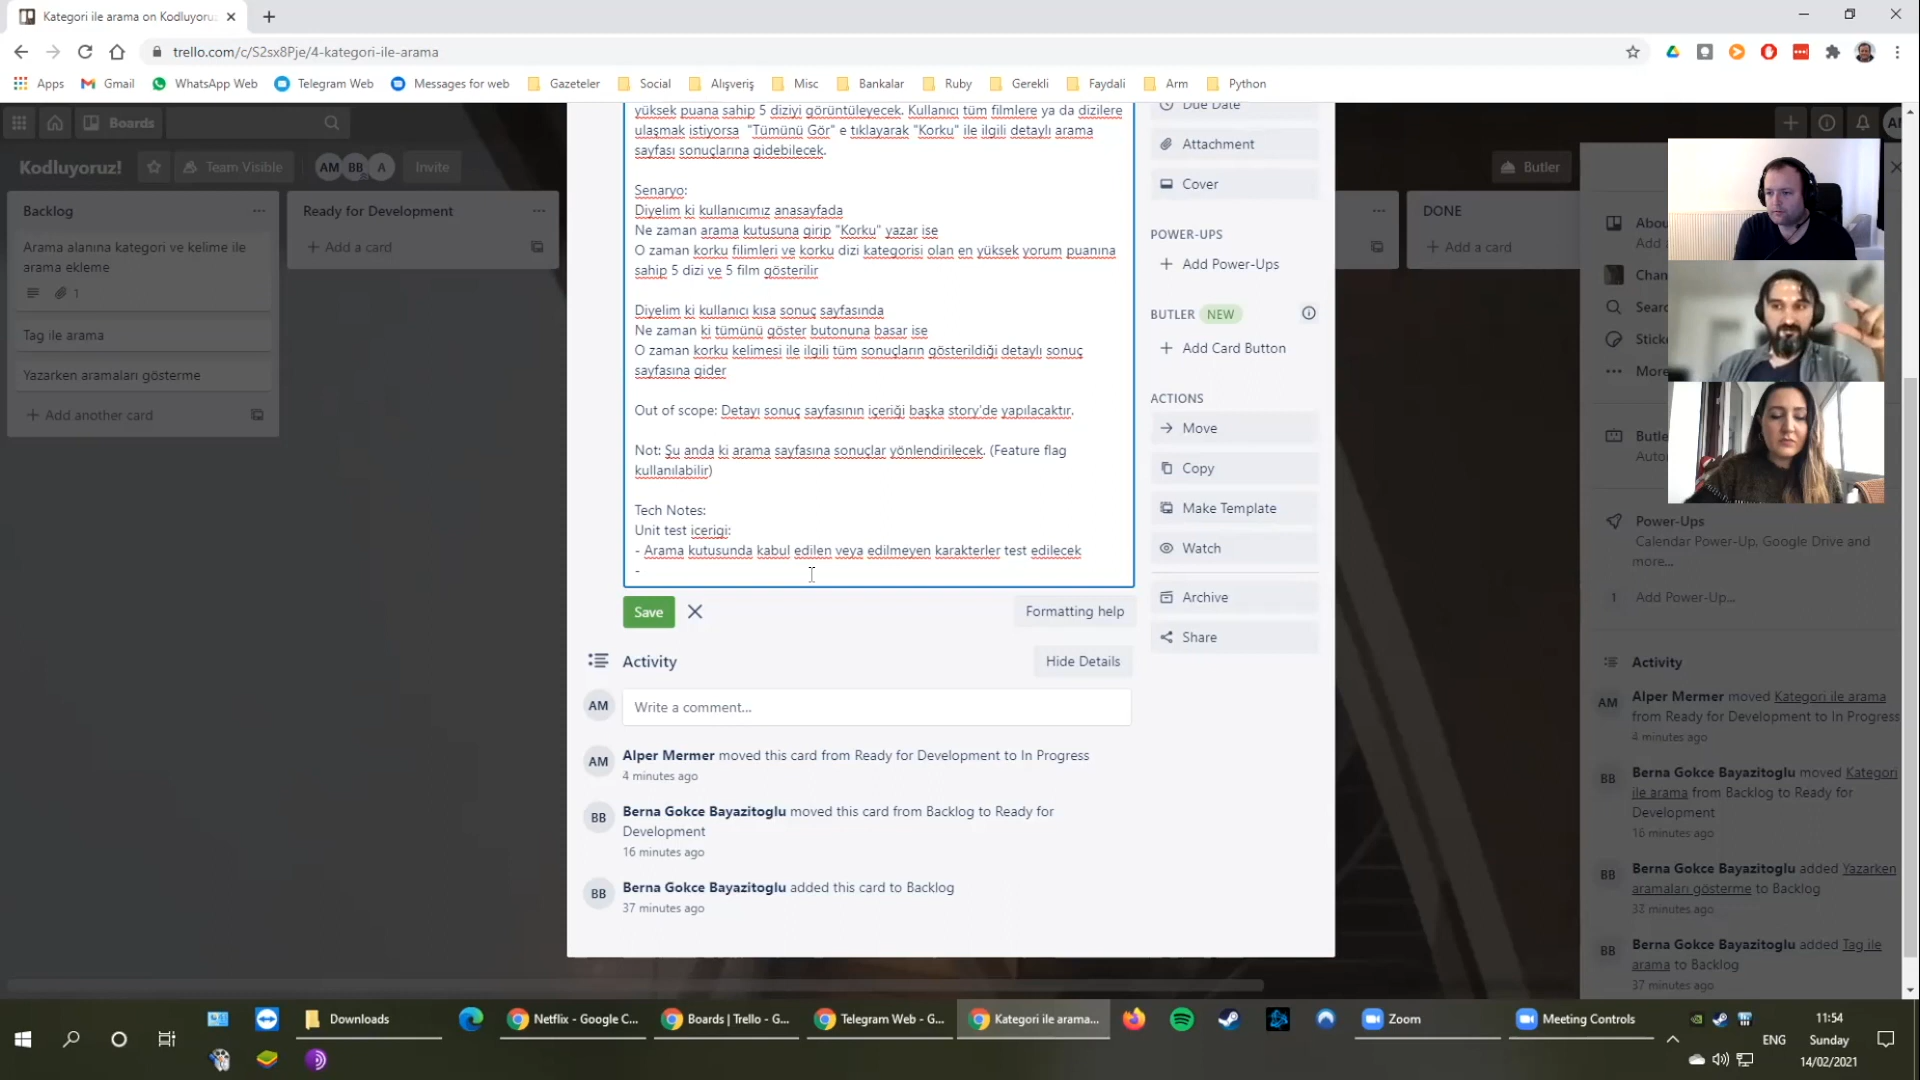 Kategori ile arama on Kodluyoru
trello.com/c/S2sx8Pje/4-kategori-ile-arama
Apps
Gmail
WhatsApp Web
Telegram Web
Messages for web
Gazeteler
Social
Alışveriş
Misc
Bankalar
Ruby
Gerekli
Faydali
Arm
Python
Boards
Kodluyoruz!
Team Visible
AM BB A
Invite
Butler
Backlog
Arama alanına kategori ve kelime ile
arama ekleme
1
Tag ile arama
Yazarken aramaları gösterme
+ Add another card
Ready for Development
+ Add a card
yüksek puana sahip 5 diziyi görüntüleyecek. Kullanıcı tüm filmlere ya da dizilere
ulaşmak istiyorsa "Tümünü Gör" e tıklayarak "Korku" ile ilgili detaylı arama
sayfası sonuçlarına gidebilecek.
Senaryo:
Diyelim ki kullanıcımız anasayfada
Ne zaman arama kutusuna girip "Korku" yazar ise
O zaman korku filimleri ve korku dizi kategorisi olan en yüksek yorum puanına
sahip 5 dizi ve 5 film gösterilir
Diyelim ki kullanıcı kısa sonuç sayfasında
Ne zaman ki tümünü göster butonuna basar ise
O zaman korku kelimesi ile ilgili tüm sonuçların gösterildiği detaylı sonuç
sayfasına gider
Out of scope: Detayı sonuç sayfasının içeriği başka story'de yapılacaktır.
Not: Şu anda ki arama sayfasına sonuçlar yönlendirilecek. (Feature flag
kullanılabilir)
Tech Notes:
Unit test icerigi:
- Arama kutusunda kabul edilen veya edilmeyen karakterler test edilecek
-
Save
Formatting help
Activity
Hide Details
AM
Write a comment...
AM
Alper Mermer moved this card from Ready for Development to In Progress
4 minutes ago
BB
Berna Gokce Bayazitoglu moved this card from Backlog to Ready for
Development
16 minutes ago
BB
Berna Gokce Bayazitoglu added this card to Backlog
37 minutes ago
Due Date
Attachment
Cover
POWER-UPS
+ Add Power-Ups
BUTLER NEW
+ Add Card Button
ACTIONS
Move
Copy
Make Template
Watch
Archive
Share
DONE
+ Add a card
Power-Ups
Calendar Power-Up, Google Drive and
more...
1 Add Power-Up...
Activity
AM
Alper Mermer moved Kategori ile arama
from Ready for Development to In Progress
4 minutes ago
BB
Berna Gokce Bayazitoglu moved Kategori
ile arama from Backlog to Ready for
Development
16 minutes ago
BB
Berna Gokce Bayazitoglu added Yazarken
aramaları gösterme to Backlog
BB
Berna Gokce Bayazitoglu added Tag ile
arama to Backlog
37 minutes ago
Downloads
Netflix - Google C...
Boards | Trello - G...
Telegram Web - G...
Kategori ile arama...
Zoom
Meeting Controls
ENG
11:54
Sunday
14/02/2021